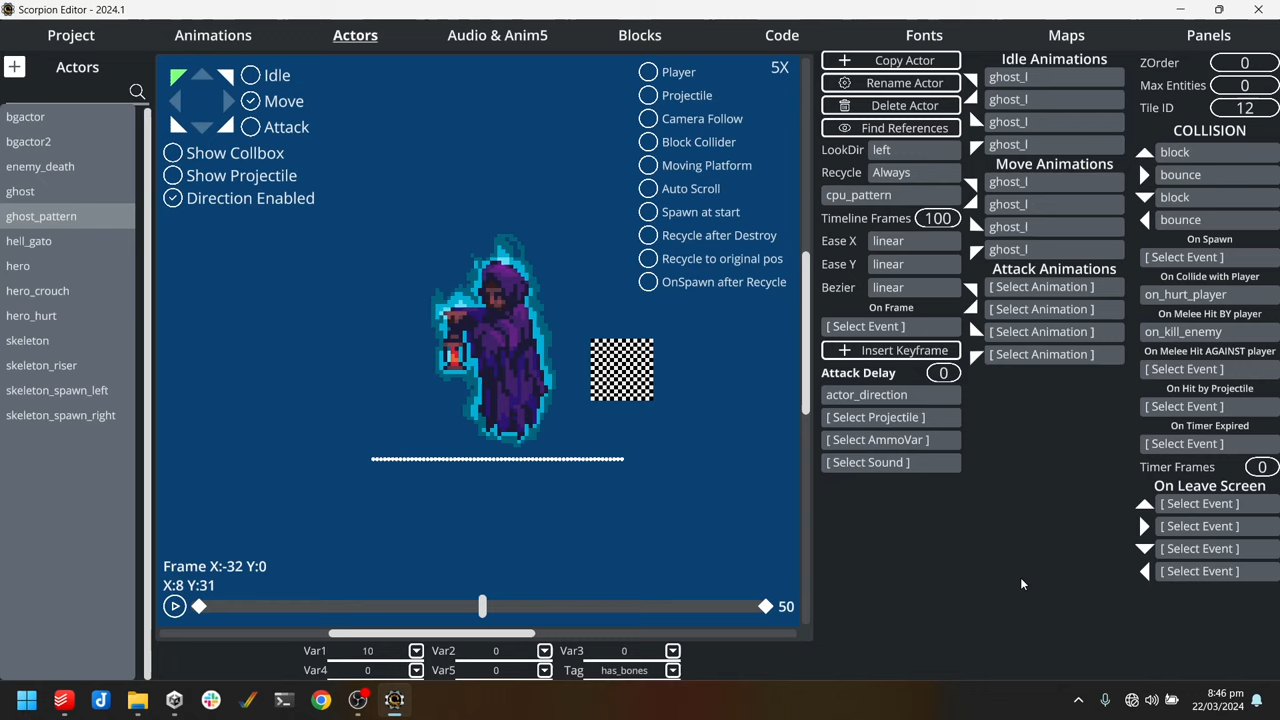 Scorpion Editor - 2024.1
Project
Animations
Actors
Audio & Anim5
Blocks
Code
Fonts
Maps
Panels
Actors
bgactor
bgactor2
enemy_death
ghost
ghost_pattern
hell_gato
hero
hero_crouch
hero_hurt
skeleton
skeleton_riser
skeleton_spawn_left
skeleton_spawn_right
Idle
Move
Attack
Show Collbox
Show Projectile
Direction Enabled
5X
Player
Projectile
Camera Follow
Block Collider
Moving Platform
Auto Scroll
Spawn at start
Recycle after Destroy
Recycle to original pos
OnSpawn after Recycle
Frame X:-32 Y:0
X:8 Y:31
50
Var1 10
Var2 0
Var3 0
Var4 0
Var5 0
Tag has_bones
Copy Actor
Rename Actor
Delete Actor
Find References
LookDir left
Recycle Always
cpu_pattern
Timeline Frames 100
Ease X linear
Ease Y linear
Bezier linear
On Frame
[ Select Event ]
Insert Keyframe
Attack Delay 0
actor_direction
[ Select Projectile ]
[ Select AmmoVar ]
[ Select Sound ]
Idle Animations
ghost_l
ghost_l
ghost_l
ghost_l
Move Animations
ghost_l
ghost_l
ghost_l
ghost_l
Attack Animations
[ Select Animation ]
[ Select Animation ]
[ Select Animation ]
[ Select Animation ]
ZOrder 0
Max Entities 0
Tile ID 12
COLLISION
block
bounce
block
bounce
On Spawn
[ Select Event ]
On Collide with Player
on_hurt_player
On Melee Hit BY player
on_kill_enemy
On Melee Hit AGAINST player
[ Select Event ]
On Hit by Projectile
[ Select Event ]
On Timer Expired
[ Select Event ]
Timer Frames 0
On Leave Screen
[ Select Event ]
[ Select Event ]
[ Select Event ]
[ Select Event ]
8:46 pm
22/03/2024